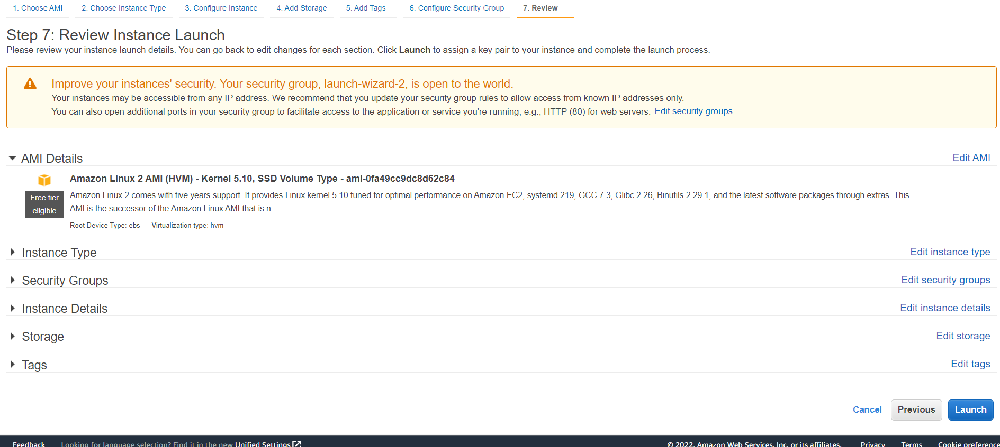 1. Choose AMI 2. Choose Instance Type 3. Configure Instance 4. Add Storage 5. Add Tags 6. Configure Security Group 7. Review
Step 7: Review Instance Launch
Please review your instance launch details. You can go back to edit changes for each section. Click Launch to assign a key pair to your instance and complete the launch process.
Improve your instances' security. Your security group, launch-wizard-2, is open to the world.
Your instances may be accessible from any IP address. We recommend that you update your security group rules to allow access from known IP addresses only.
You can also open additional ports in your security group to facilitate access to the application or service you're running, e.g., HTTP (80) for web servers. Edit security groups
AMI Details Edit AMI
Amazon Linux 2 AMI (HVM) - Kernel 5.10, SSD Volume Type - ami-0fa49cc9dc8d62c84
Free tier
eligible
Amazon Linux 2 comes with five years support. It provides Linux kernel 5.10 tuned for optimal performance on Amazon EC2, systemd 219, GCC 7.3, Glibc 2.26, Binutils 2.29.1, and the latest software packages through extras. This
AMI is the successor of the Amazon Linux AMI that is n...
Root Device Type: ebs Virtualization type: hvm
Instance Type Edit instance type
Security Groups Edit security groups
Instance Details Edit instance details
Storage Edit storage
Tags Edit tags
Cancel Previous Launch
Feedback Looking for language selection? Find it in the new Unified Settings © 2022, Amazon Web Services, Inc. or its affiliates. Privacy Terms Cookie preference